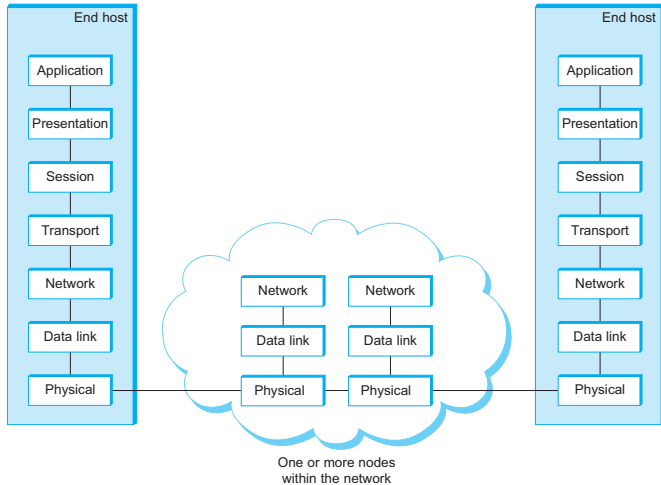 End host
Application
Presentation
Session
Transport
Network
Data link
Physical
Network
Data link
Physical
Network
Data link
Physical
One or more nodes
within the network
End host
Application
Presentation
Session
Transport
Network
Data link
Physical